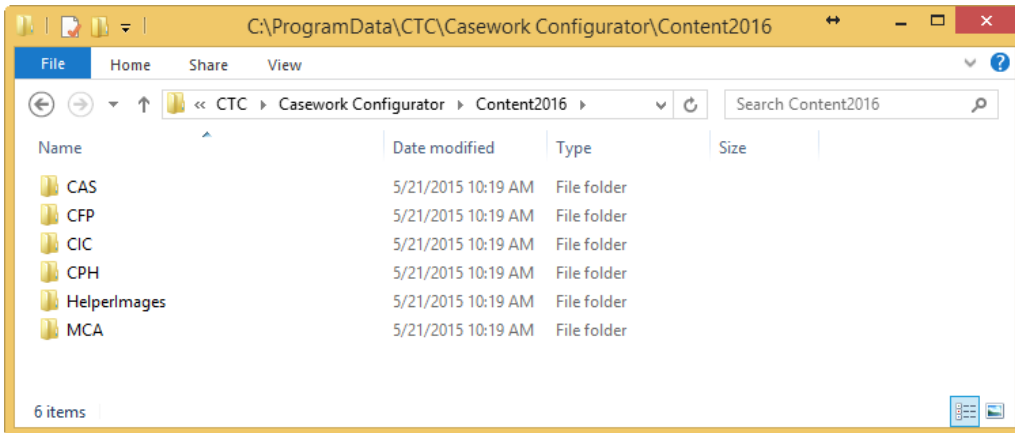 C:\ProgramData\CTC\Casework Configurator\Content2016
File Home Share View
« CTC Casework Configurator Content2016 Search Content2016
Name Date modified Type Size
CAS 5/21/2015 10:19 AM File folder
CFP 5/21/2015 10:19 AM File folder
CIC 5/21/2015 10:19 AM File folder
CPH 5/21/2015 10:19 AM File folder
HelperImages 5/21/2015 10:19 AM File folder
MCA 5/21/2015 10:19 AM File folder
6 items